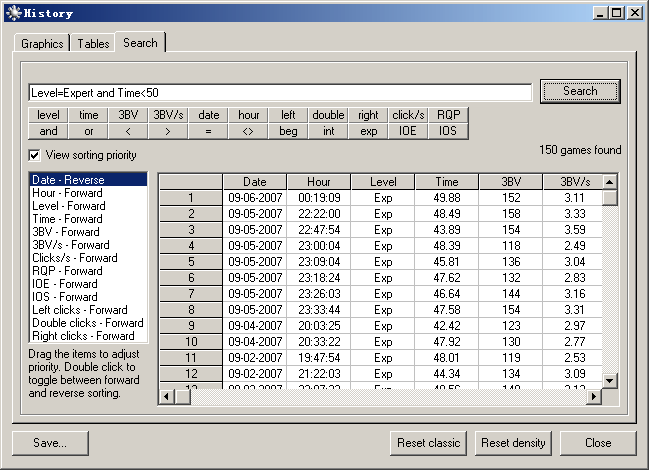 History
Graphics Tables Search
Level=Expert and Time<50 Search
level time 3BV 3BV/s date hour left double right click/s RQP
and or < > = <> beg int exp IOE IOS
View sorting priority 150 games found
Date - Reverse
Hour - Forward
Level - Forward
Time - Forward
3BV - Forward
3BV/s - Forward
Clicks/s - Forward
RQP - Forward
IOE - Forward
IOS - Forward
Left clicks - Forward
Double clicks - Forward
Right clicks - Forward
Drag the items to adjust
priority. Double click to
toggle between forward
and reverse sorting.
Date Hour Level Time 3BV 3BV/s
1 09-06-2007 00:19:09 Exp 49.88 152 3.11
2 09-05-2007 22:22:00 Exp 48.49 158 3.33
3 09-05-2007 22:47:54 Exp 43.89 154 3.59
4 09-05-2007 23:00:04 Exp 48.39 118 2.49
5 09-05-2007 23:09:04 Exp 45.81 136 3.04
6 09-05-2007 23:18:24 Exp 47.62 132 2.83
7 09-05-2007 23:26:03 Exp 46.64 144 3.16
8 09-05-2007 23:33:44 Exp 47.58 154 3.31
9 09-04-2007 20:03:25 Exp 42.42 123 2.97
10 09-04-2007 20:33:22 Exp 47.92 130 2.77
11 09-02-2007 19:47:54 Exp 48.01 119 2.53
12 09-02-2007 21:22:03 Exp 44.34 134 3.09
Save... Reset classic Reset density Close